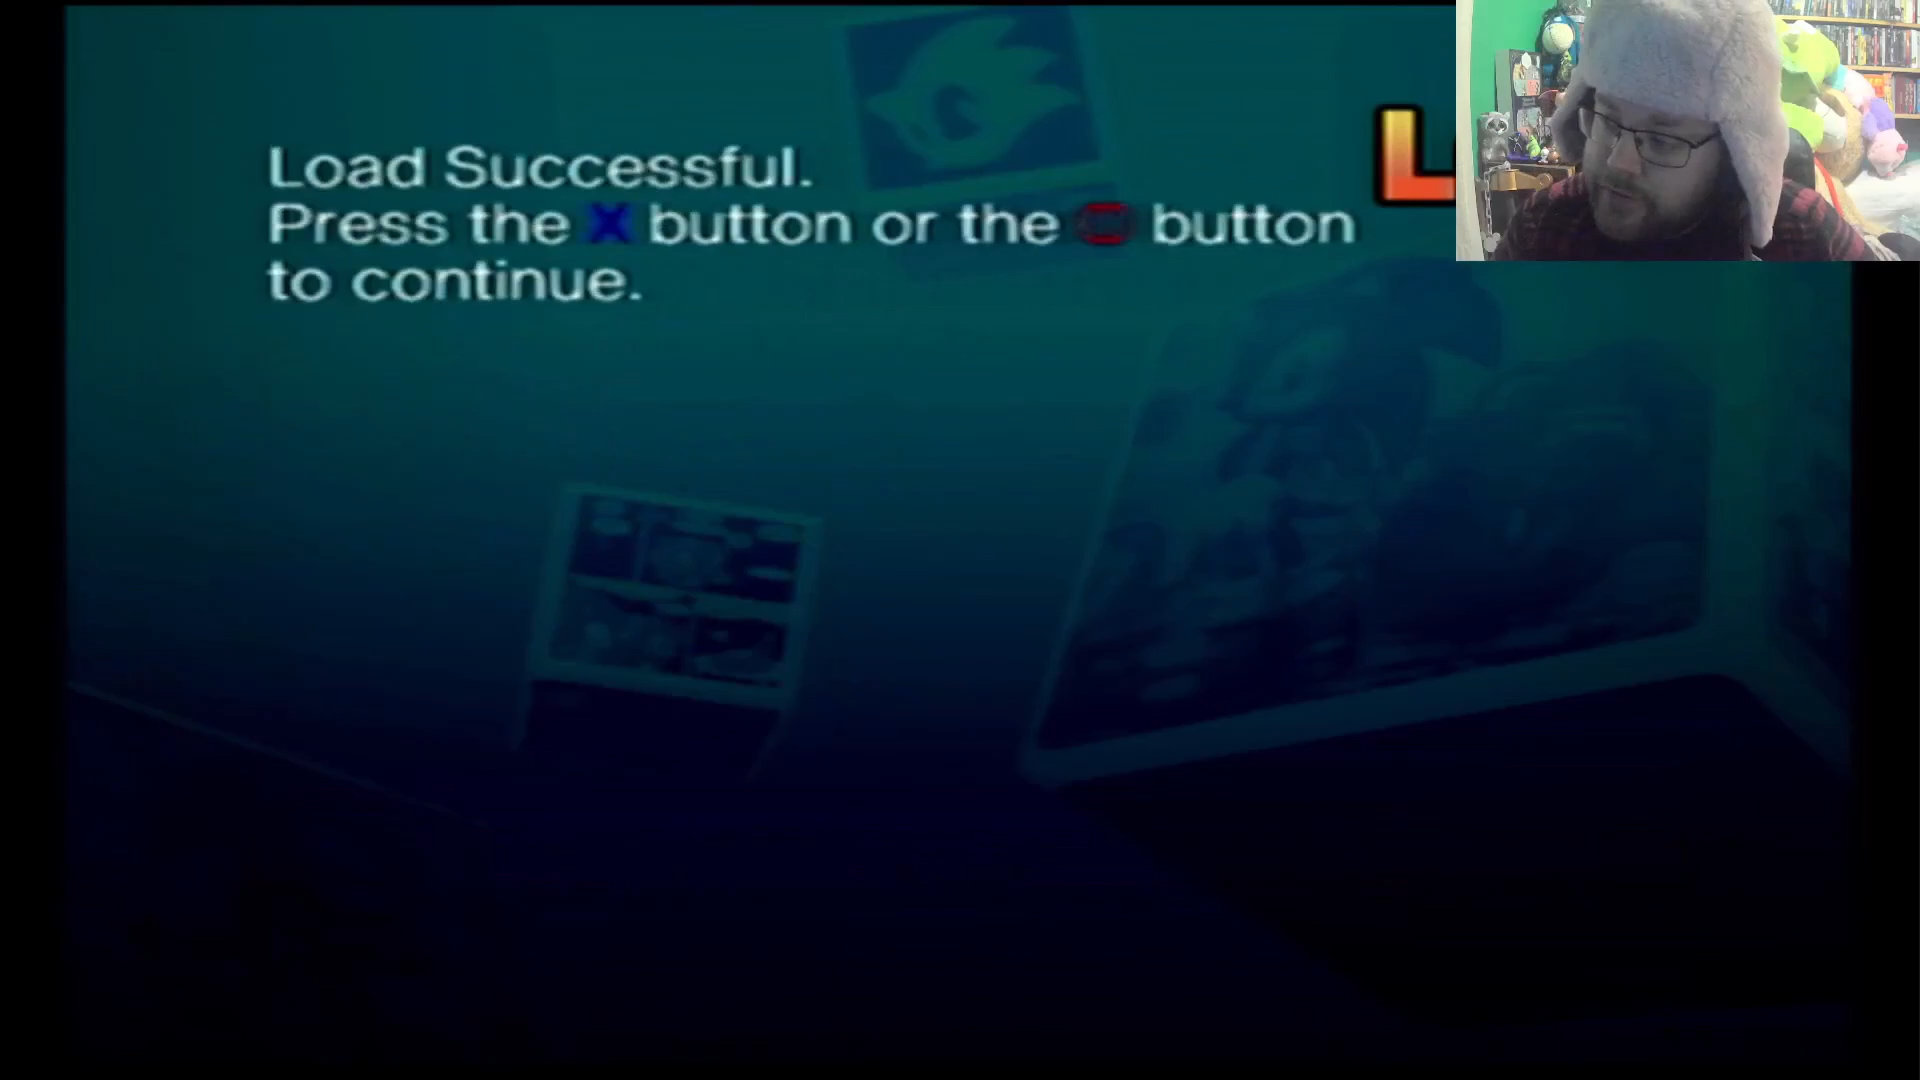 Load Successful.
Press the X button or the O button
to continue.